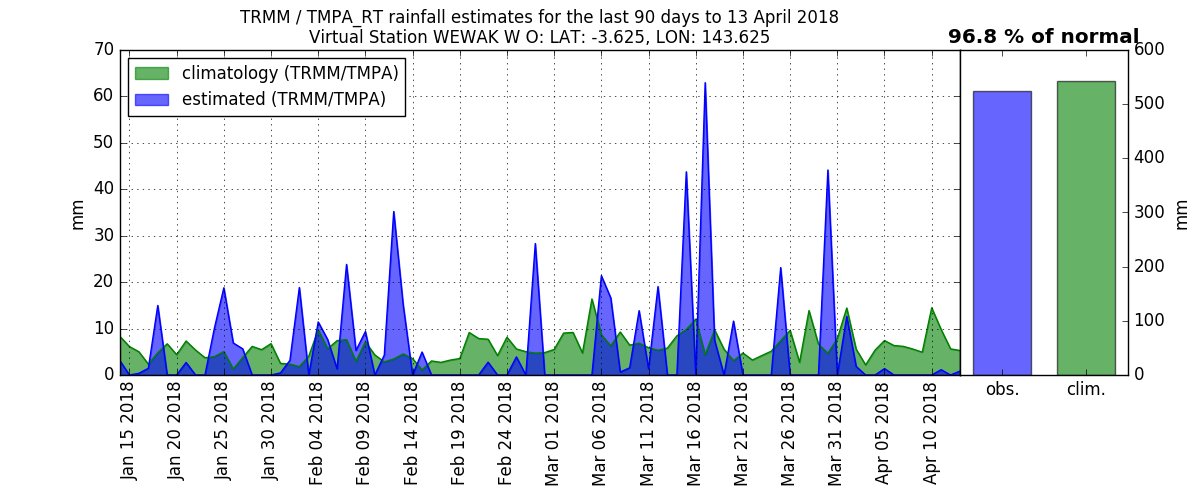 TRMM / TMPA_RT rainfall estimates for the last 90 days to 13 April 2018
Virtual Station WEWAK W O: LAT: -3.625, LON: 143.625
96.8 % of normal
climatology (TRMM/TMPA)
estimated (TRMM/TMPA)
70
60
50
40
30
20
10
0
mm
Jan 15 2018
Jan 20 2018
Jan 25 2018
Jan 30 2018
Feb 04 2018
Feb 09 2018
Feb 14 2018
Feb 19 2018
Feb 24 2018
Mar 01 2018
Mar 06 2018
Mar 11 2018
Mar 16 2018
Mar 21 2018
Mar 26 2018
Mar 31 2018
Apr 05 2018
Apr 10 2018
600
500
400
300
200
100
0
mm
obs.
clim.